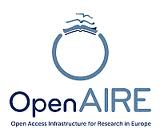 OpenAIRE
Open Access Infrastructure for Research in Europe